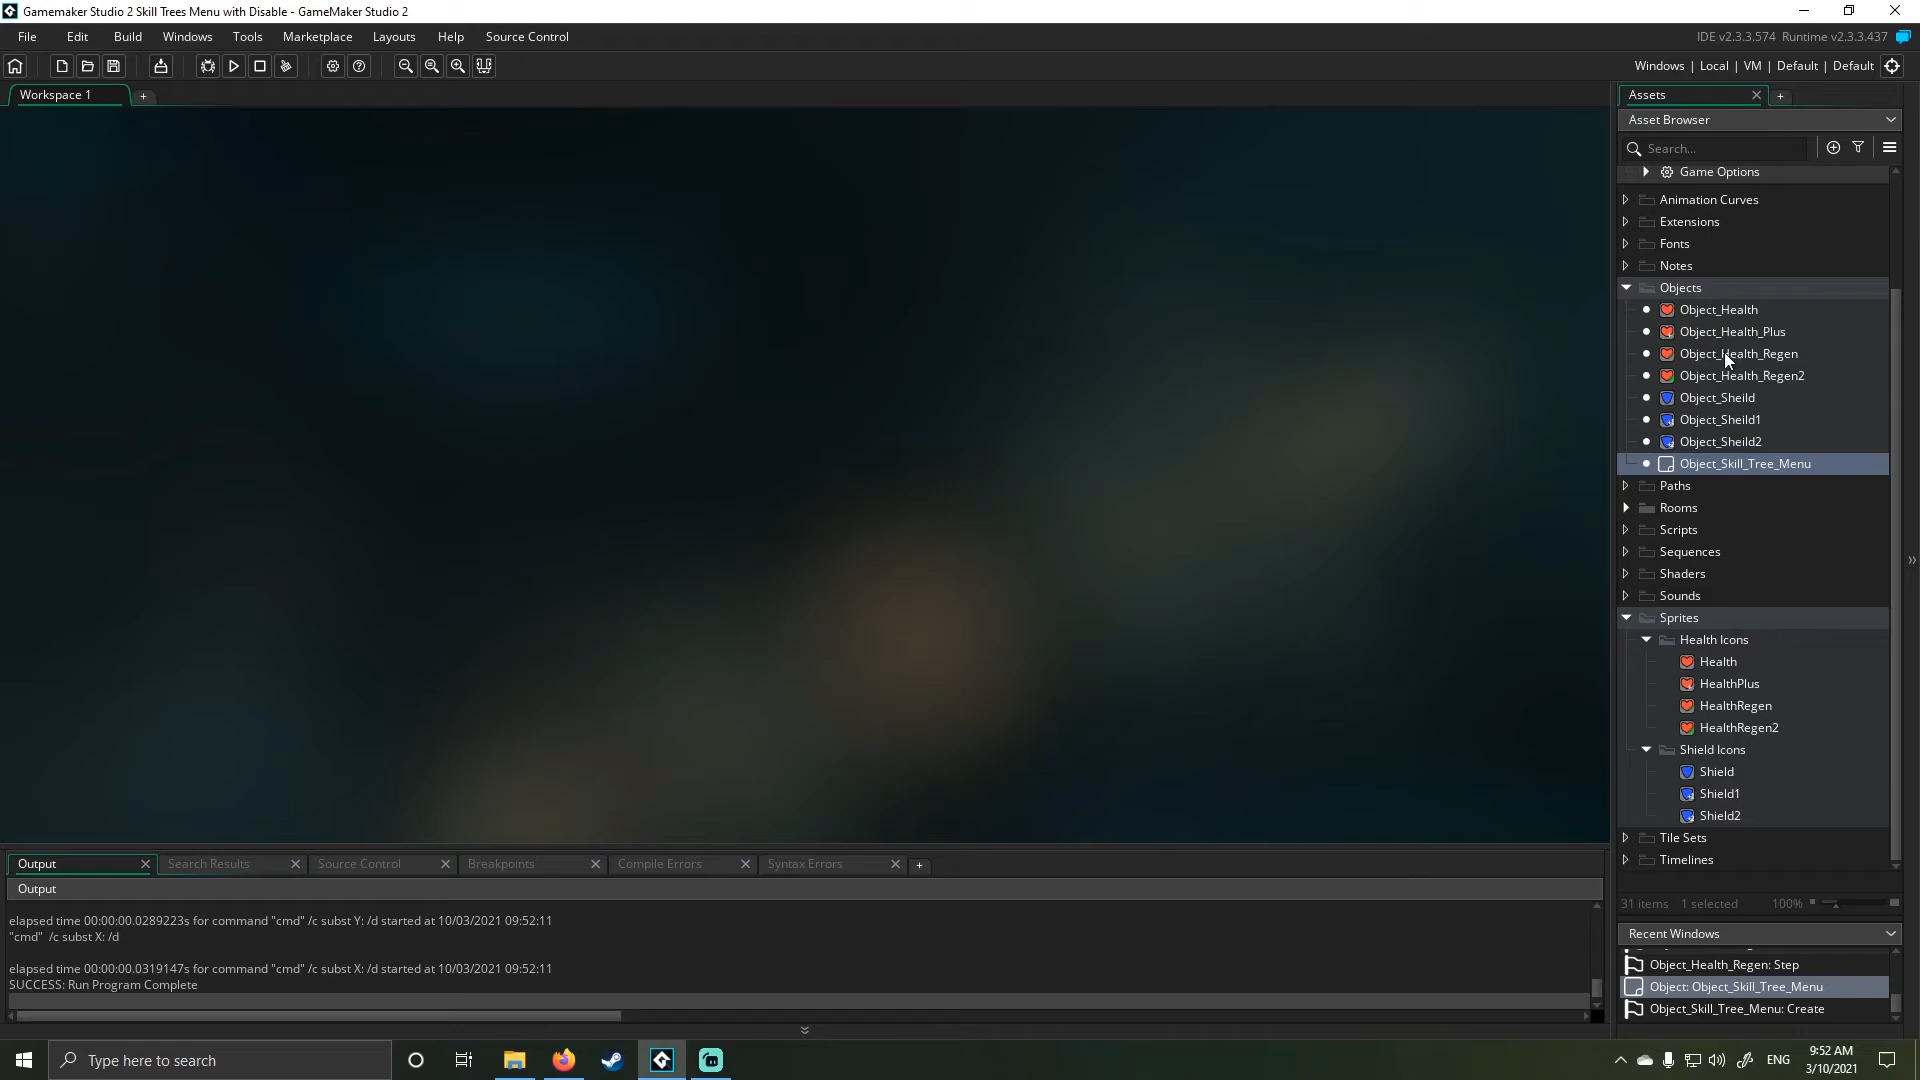 Gamemaker Studio 2 Skill Trees Menu with Disable - GameMaker Studio 2
File Edit Build Windows Tools Marketplace Layouts Help Source Control
IDE v2.3.3.574 Runtime v2.3.3.437
Windows | Local | VM | Default | Default
Workspace 1
Assets
Asset Browser
Search...
Game Options
Animation Curves
Extensions
Fonts
Notes
Objects
Object_Health
Object_Health_Plus
Object_Health_Regen
Object_Health_Regen2
Object_Sheild
Object_Sheild1
Object_Sheild2
Object_Skill_Tree_Menu
Paths
Rooms
Scripts
Sequences
Shaders
Sounds
Sprites
Health Icons
Health
HealthPlus
HealthRegen
HealthRegen2
Shield Icons
Shield
Shield1
Shield2
Tile Sets
Timelines
31 items 1 selected 100%
Recent Windows
Object_Health_Regen: Step
Object: Object_Skill_Tree_Menu
Object_Skill_Tree_Menu: Create
Output Search Results Source Control Breakpoints Compile Errors Syntax Errors
Output
elapsed time 00:00:00.0289223s for command "cmd" /c subst Y: /d started at 10/03/2021 09:52:11
"cmd" /c subst X: /d
elapsed time 00:00:00.0319147s for command "cmd" /c subst X: /d started at 10/03/2021 09:52:11
SUCCESS: Run Program Complete
Type here to search
ENG
9:52 AM
3/10/2021